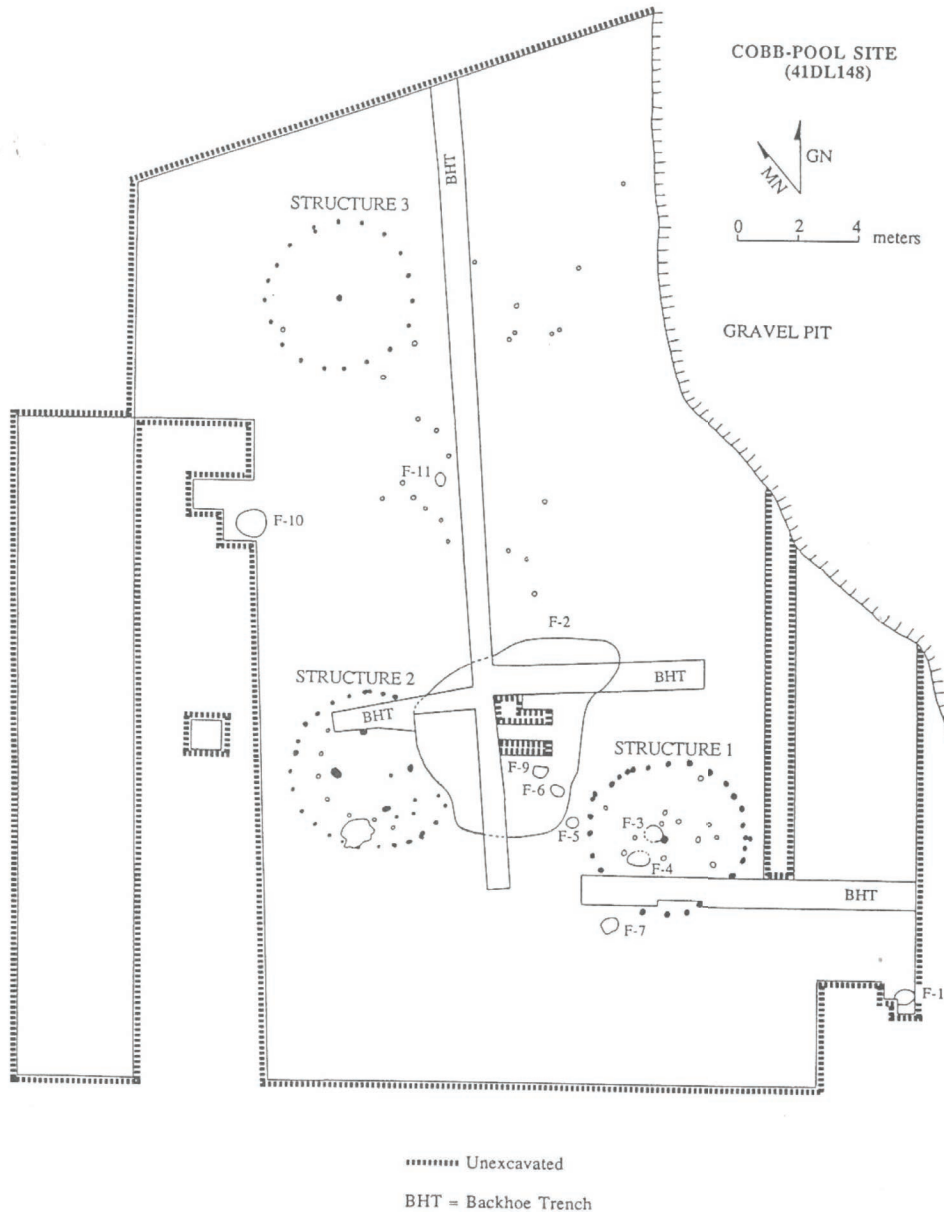 COBB-POOL SITE
(41DL148)
GN
MN
0 2 4 meters
BHT
STRUCTURE 3
GRAVEL PIT
F-11
F-10
F-2
STRUCTURE 2
BHT
BHT
STRUCTURE 1
F-9
F-6
F-5
F-3
F-4
BHT
F-7
F-1
Unexcavated
BHT = Backhoe Trench